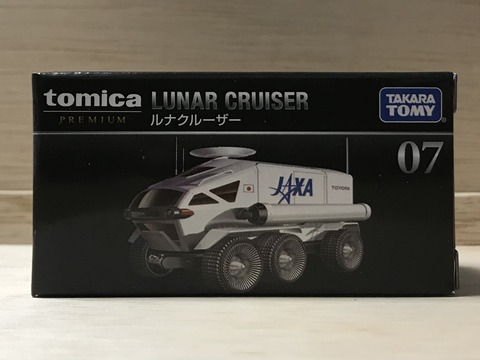 tomica
PREMIUM
LUNAR CRUISER
ルナクルーザー
TAKARA
TOMY
07
JAXA
TOYOTA